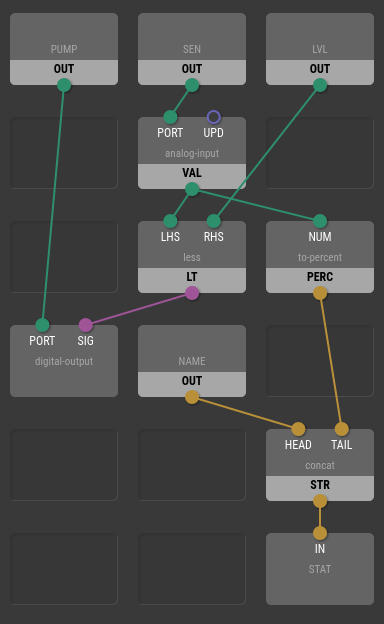 PUMP SEN LVL
OUT OUT OUT
PORT UPD
analog-input
VAL
LHS RHS NUM
less to-percent
LT PERC
PORT SIG
digital-output NAME
OUT
HEAD TAIL
concat
STR
IN
STAT